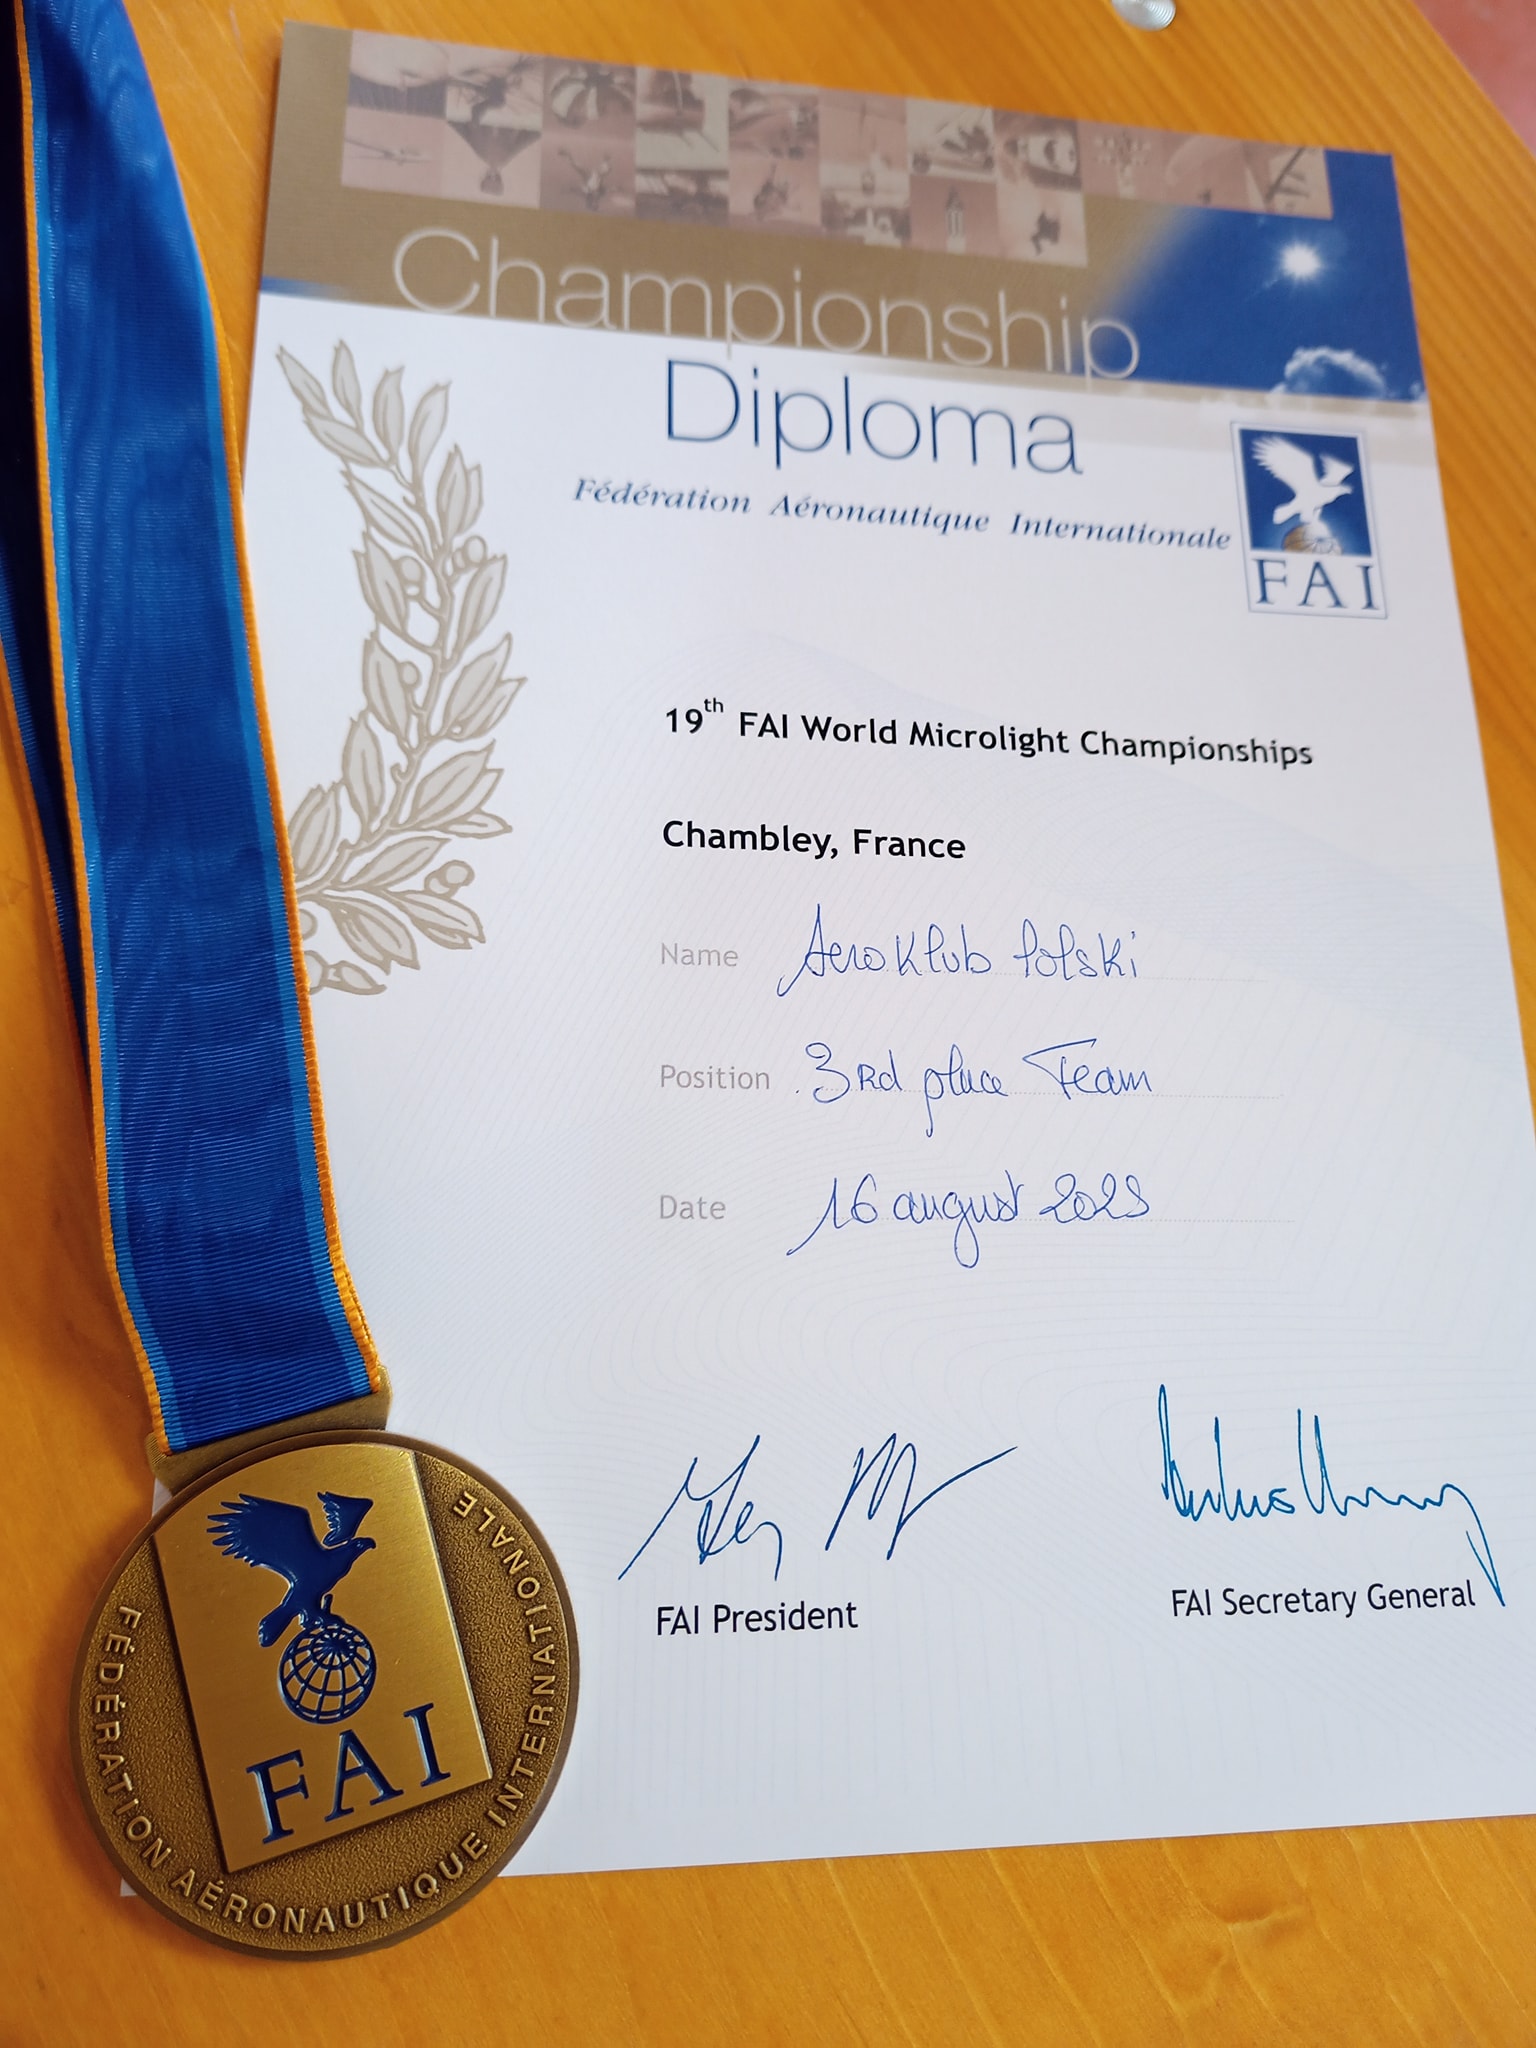 Championship
Diploma
Fédération Aéronautique Internationale
FAI
19th FAI World Microlight Championships
Chambley, France
Name Aeroklub Polski
Position 3Rd place Team
Date 16 august 2025
FAI President
FAI Secretary General
FAI
FÉDÉRATION AÉRONAUTIQUE INTERNATIONALE